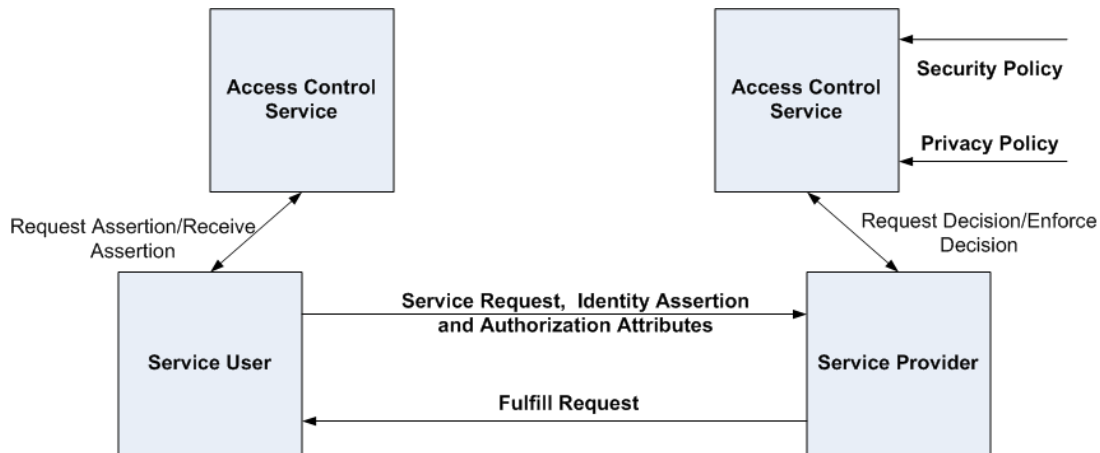 Access Control
Service
Access Control
Service
Security Policy
Privacy Policy
Request Assertion/Receive
Assertion
Request Decision/Enforce
Decision
Service Request,  Identity Assertion
and Authorization Attributes
Service User
Service Provider
Fulfill Request